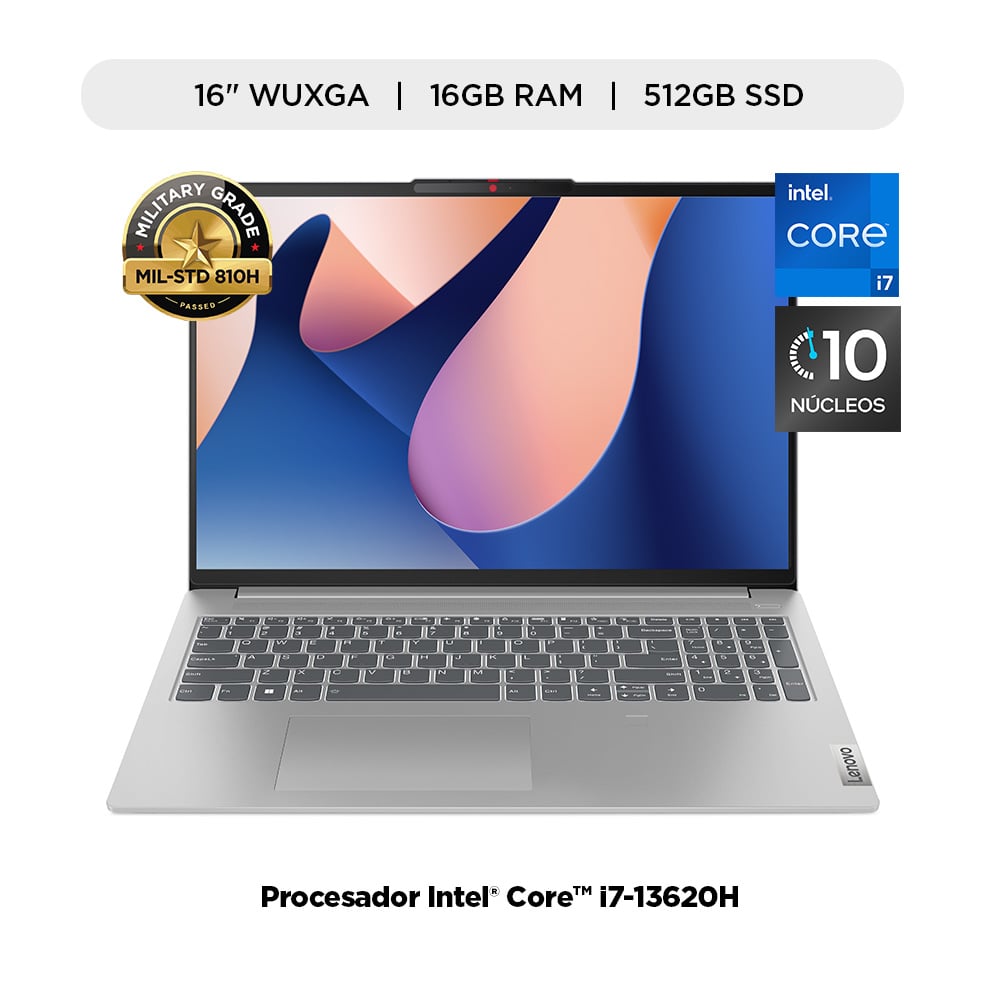 16" WUXGA | 16GB RAM | 512GB SSD
MILITARY GRADE
MIL-STD 810H
PASSED
intel.
CORE™
i7
10
NÚCLEOS
Lenovo
Procesador Intel® Core™ i7-13620H